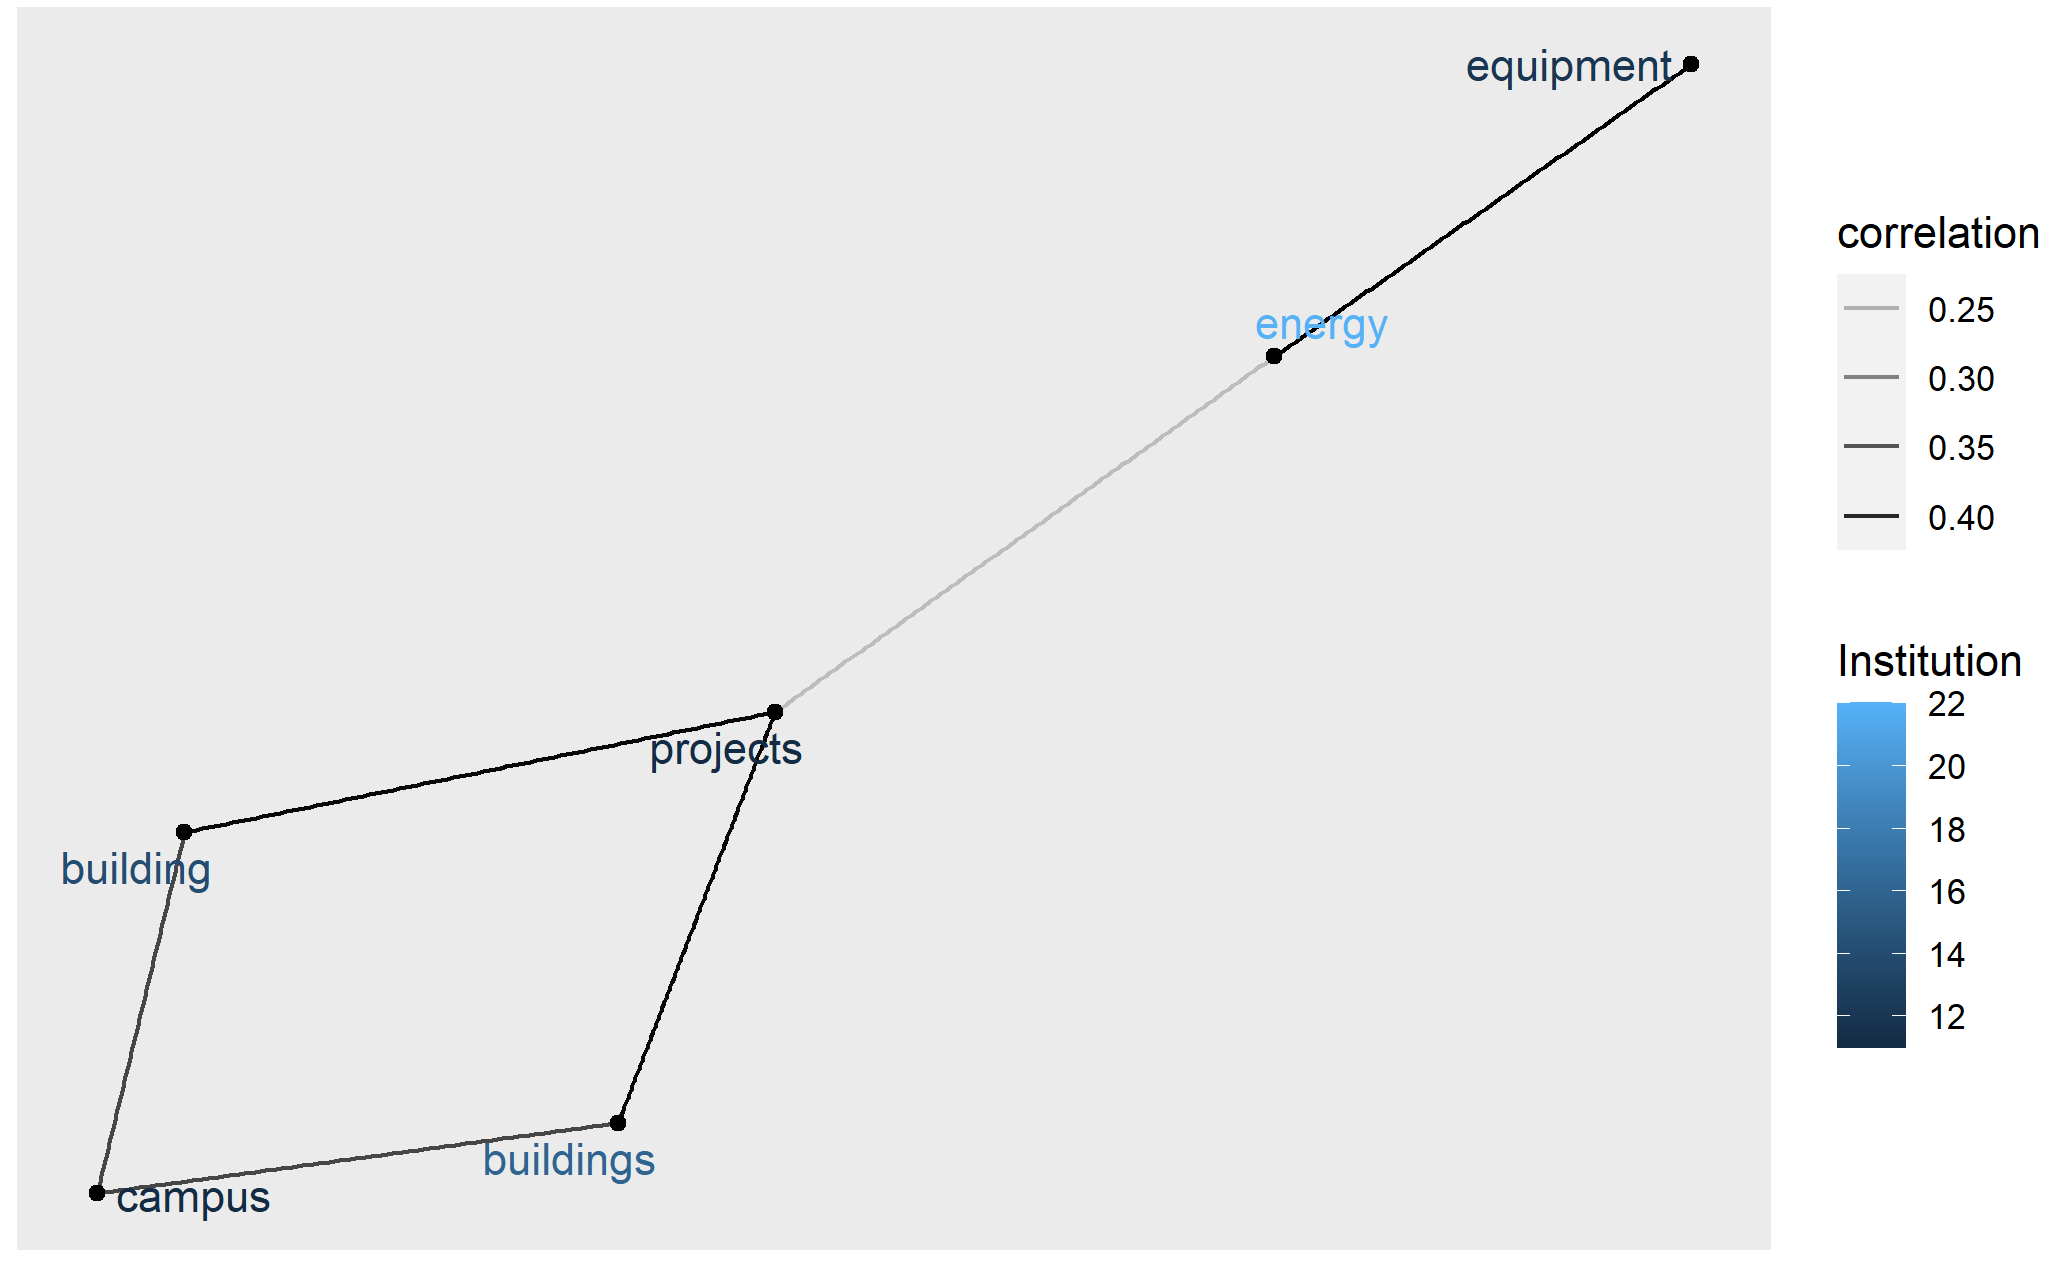 equipment
energy
projects
building
buildings
campus
correlation
0.25
0.30
0.35
0.40
Institution
22
20
18
16
14
12